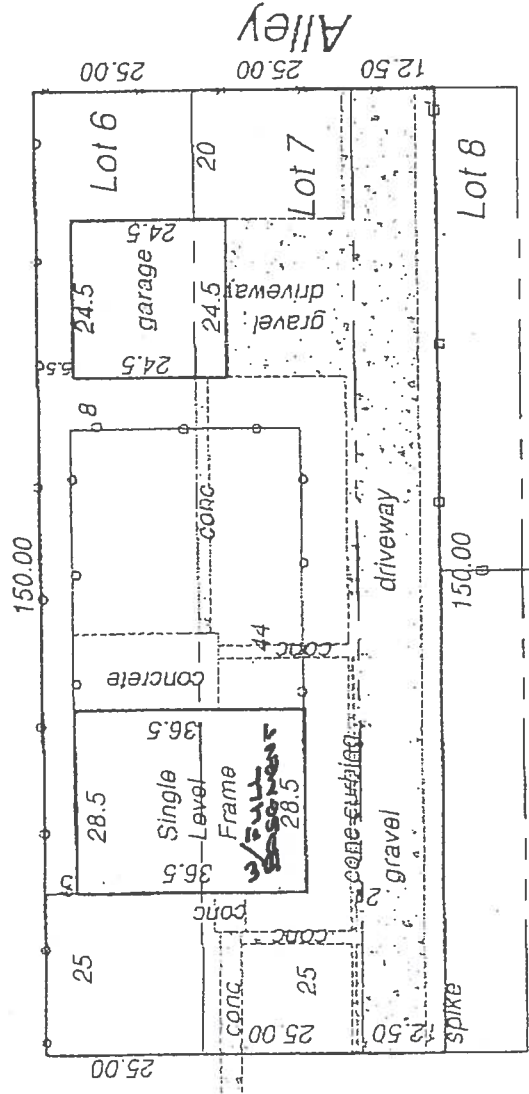 Alley
25.00
25.00
12.50
150.00
Lot 6
20
Lot 7
Lot 8
24.5
24.5
garage
24.5
24.5
gravel
driveway
8
conc
driveway
150.00
concrete
44
conc
36.5
28.5
Single
Level
Frame
FULL
BASEMENT
28.5
36.5
conc curbing
gravel
2
conc
conc
conc
25
25
25.00
25.00
12.50
spike